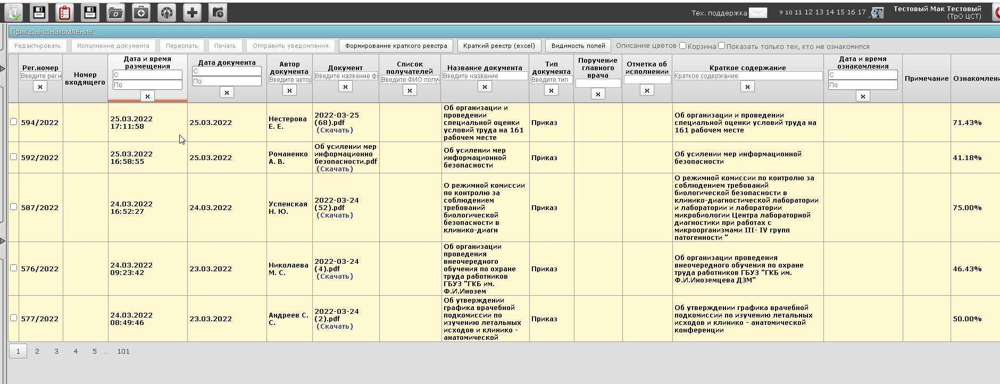 Тех. поддержка
9 10 11 12 13 14 15 16 17
Тестовый Мак Тестовый
(ТрО ЦСТ)
Приказы-ознакомление:
Редактировать Исполнение документа Переслать Печать Отправить уведомления Формирование краткого реестра Краткий реестр (excel) Видимость полей Описание цветов Корзина Показать только тех, кто не ознакомился
Рег.номер
Введите рег.н
x
Номер
входящего
Дата и время
размещения
С
По
x
Дата документа
С
По
x
Автор
документа
Введите автор
x
Документ
Введите название ф
x
Список
получателей
Введите ФИО полу
x
Название документа
Введите название
x
Тип
документа
Введите тип
x
Поручение
главного
врача
x
Отметка об
исполнении
x
Краткое содержание
Краткое содержание
x
Дата и время
ознакомления
С
По
x
Примечание
Ознакомлени
594/2022
25.03.2022
17:11:58
25.03.2022
Нестерова
Е. Е.
2022-03-25
(68).pdf
(Скачать)
Об организации и
проведении
специальной оценки
условий труда на 161
рабочем месте
Приказ
Об организации и проведении
специальной оценки условий труда на
161 рабочем месте
71.43%
592/2022
25.03.2022
16:58:55
25.03.2022
Романенко
А. В.
Об усилении мер
информационно
безопасности.pdf
(Скачать)
Об усилении мер
информационной
безопасности
Приказ
Об усилении мер информационной
безопасности
41.18%
587/2022
24.03.2022
16:52:27
24.03.2022
Успенская
Н. Ю.
2022-03-24
(52).pdf
(Скачать)
О режимной комиссии
по контролю за
соблюдением
требований
биологической
безопасности в
клинико-диагн
Приказ
О режимной комиссии по контролю за
соблюдением требований
биологической безопасности в
клинико-диагностической лаборатории
и лаборатории и лаборатории
микробиологии Центра лабораторной
диагностики при работах с
микроорганизмами III- IV групп
патогенности "
75.00%
576/2022
24.03.2022
09:23:42
23.03.2022
Николаева
М. С.
2022-03-24
(4).pdf
(Скачать)
Об организации
проведения
внеочередного
обучения по охране
труда работников
ГБУЗ "ГКБ им.
Ф.И.Инозем
Приказ
Об организации проведения
внеочередного обучения по охране
труда работников ГБУЗ "ГКБ им.
Ф.И.Иноземцева ДЗМ"
46.43%
577/2022
24.03.2022
08:49:46
23.03.2022
Андреев С.
С.
2022-03-24
(2).pdf
(Скачать)
Об утверждении
графика врачебной
подкомиссии по
изучению летальных
исходов и клинико -
анатомической
Приказ
Об утверждении графика врачебной
подкомиссии по изучению летальных
исходов и клинико - анатомической
конференции
50.00%
1 2 3 4 5 ... 101